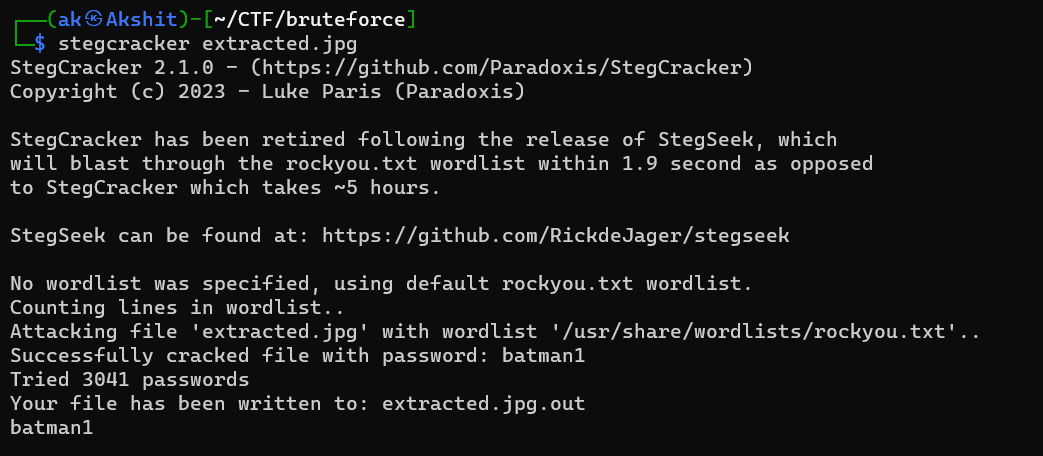 ┌──(ak㉿Akshit)-[~/CTF/bruteforce]
└─$ stegcracker extracted.jpg
StegCracker 2.1.0 - (https://github.com/Paradoxis/StegCracker)
Copyright (c) 2023 - Luke Paris (Paradoxis)

StegCracker has been retired following the release of StegSeek, which
will blast through the rockyou.txt wordlist within 1.9 second as opposed
to StegCracker which takes ~5 hours.

StegSeek can be found at: https://github.com/RickdeJager/stegseek

No wordlist was specified, using default rockyou.txt wordlist.
Counting lines in wordlist..
Attacking file 'extracted.jpg' with wordlist '/usr/share/wordlists/rockyou.txt'..
Successfully cracked file with password: batman1
Tried 3041 passwords
Your file has been written to: extracted.jpg.out
batman1